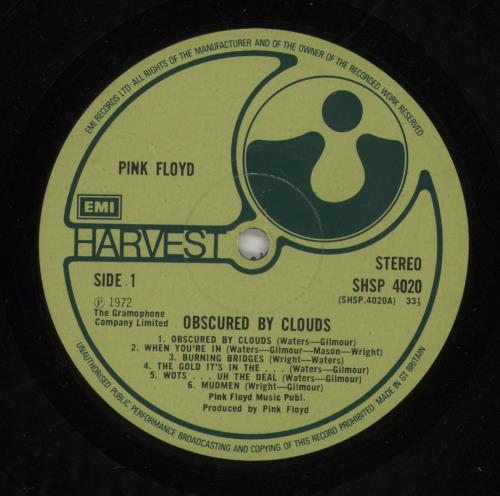 EMI RECORDS LTD·ALL RIGHTS OF THE MANUFACTURER AND OF THE OWNER OF THE RECORDED WORK RESERVED
PINK FLOYD
EMI
HARVEST
SIDE.1
STEREO
SHSP 4020
(SHSP.4020A) 33⅓
Ⓟ 1972
The Gramophone
Company Limited
OBSCURED BY CLOUDS
1. OBSCURED BY CLOUDS (Waters—Gilmour)
2. WHEN YOU'RE IN (Waters—Gilmour—Mason—Wright)
3. BURNING BRIDGES (Wright—Waters)
4. THE GOLD IT'S IN THE . . . (Waters—Gilmour)
5. WOTS . . . UH THE DEAL (Waters—Gilmour)
6. MUDMEN (Wright—Gilmour)
Pink Floyd Music Publ.
Produced by Pink Floyd
UNAUTHORISED PUBLIC PERFORMANCE BROADCASTING AND COPYING OF THIS RECORD PROHIBITED. MADE IN GT BRITAIN